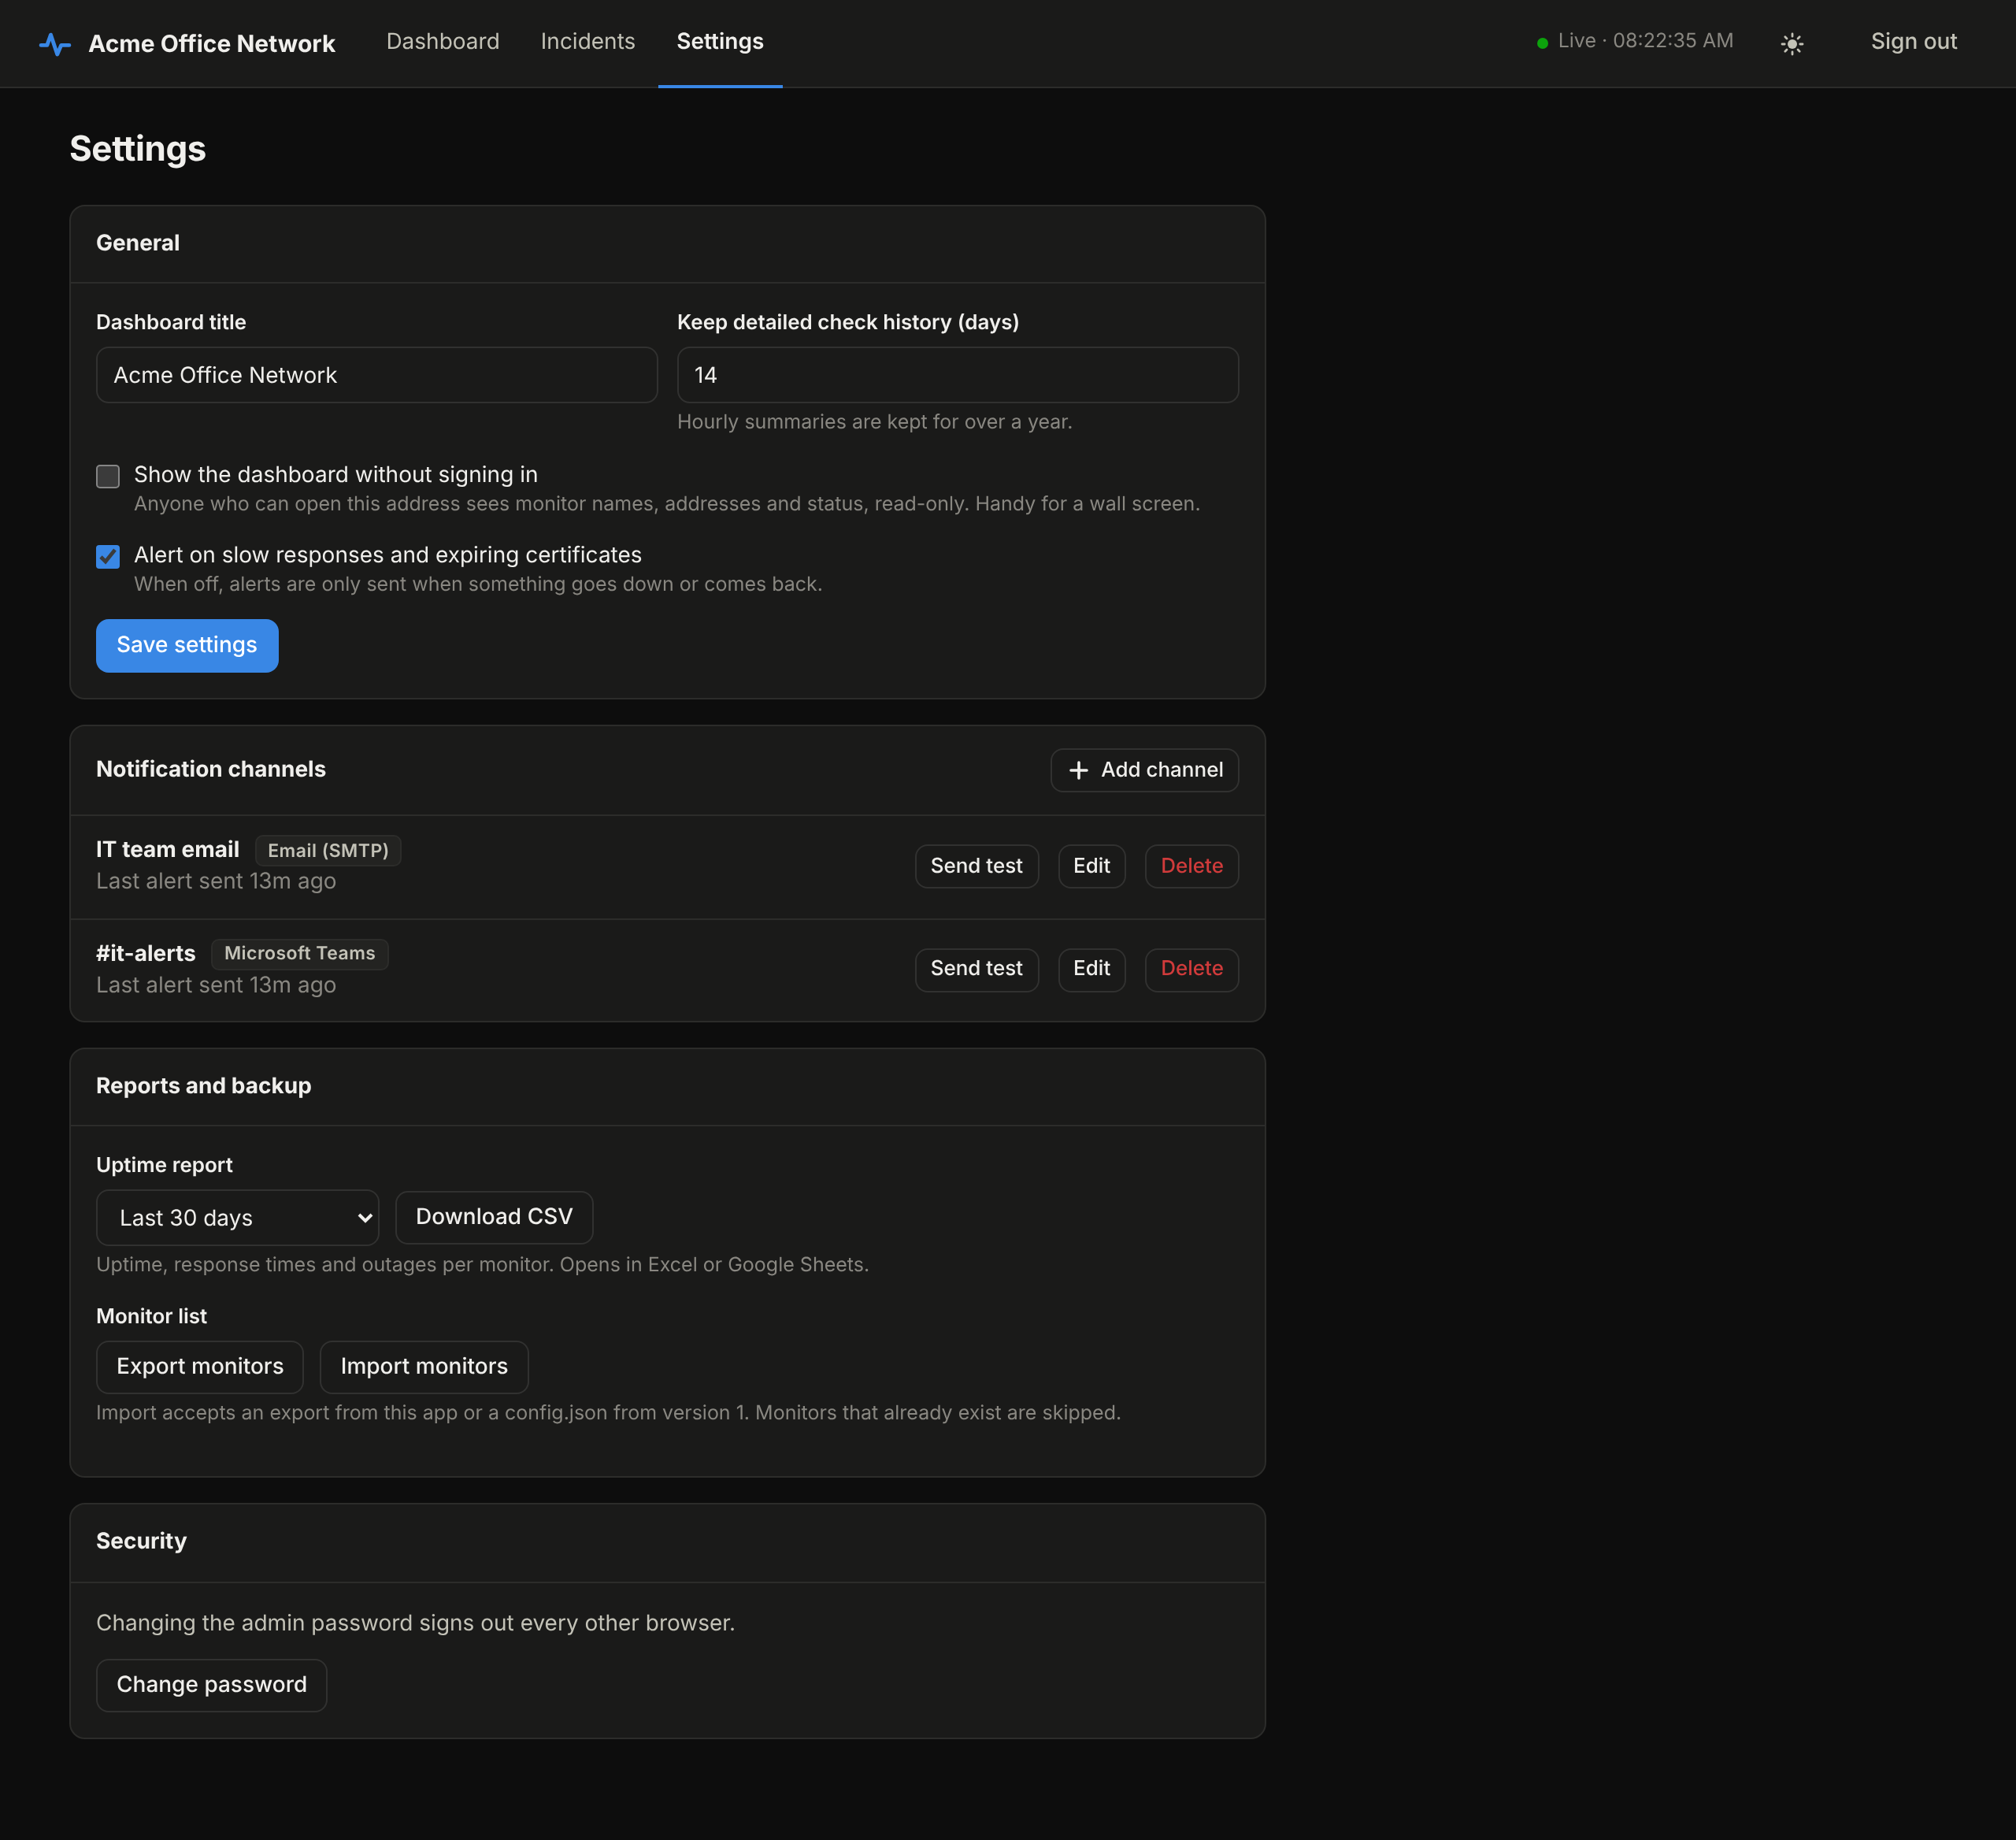 Acme Office Network Dashboard Incidents Settings Live · 08:22:35 AM Sign out
Settings
General
Dashboard title Keep detailed check history (days)
Acme Office Network 14
Hourly summaries are kept for over a year.
Show the dashboard without signing in
Anyone who can open this address sees monitor names, addresses and status, read-only. Handy for a wall screen.
Alert on slow responses and expiring certificates
When off, alerts are only sent when something goes down or comes back.
Save settings
Notification channels Add channel
IT team email Email (SMTP) Send test Edit Delete
Last alert sent 13m ago
#it-alerts Microsoft Teams Send test Edit Delete
Last alert sent 13m ago
Reports and backup
Uptime report
Last 30 days Download CSV
Uptime, response times and outages per monitor. Opens in Excel or Google Sheets.
Monitor list
Export monitors Import monitors
Import accepts an export from this app or a config.json from version 1. Monitors that already exist are skipped.
Security
Changing the admin password signs out every other browser.
Change password